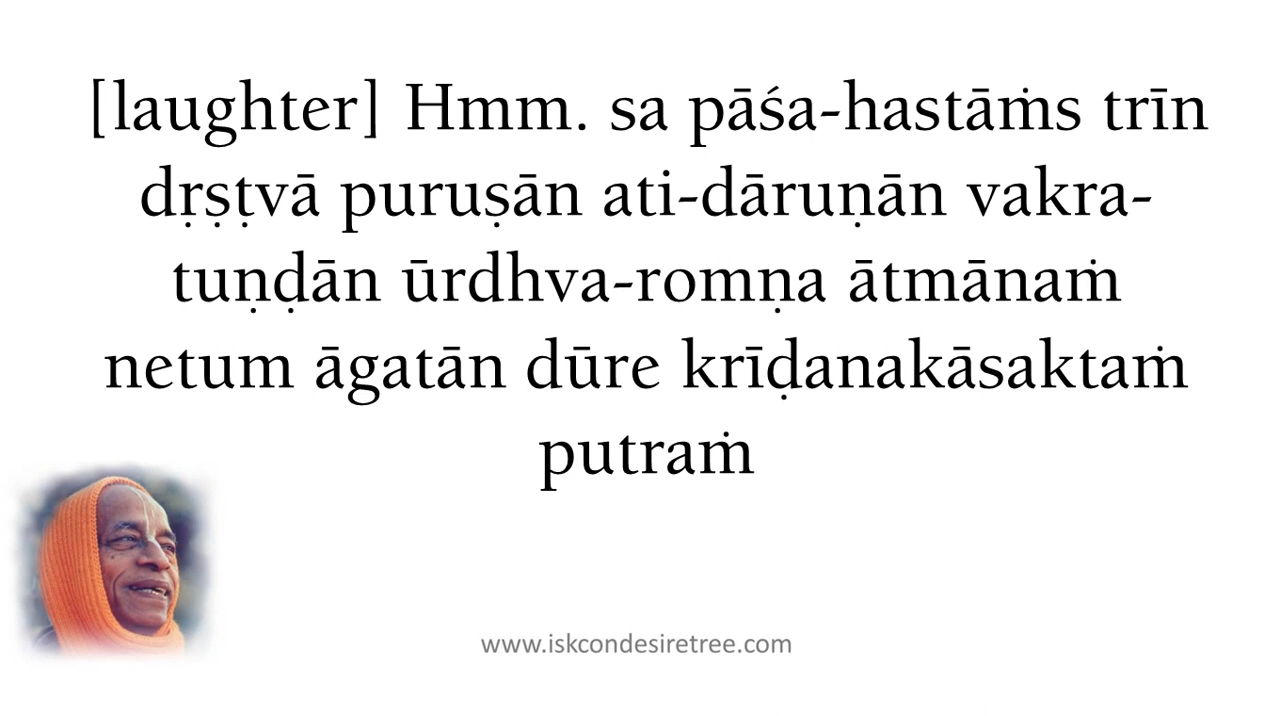 [laughter] Hmm. sa pāśa-hastāṁs trīn
dṛṣṭvā puruṣān ati-dāruṇān vakra-
tuṇḍān ūrdhva-romṇa ātmānaṁ
netum āgatān dūre krīḍanakāsaktaṁ
putraṁ
www.iskcondesiretree.com